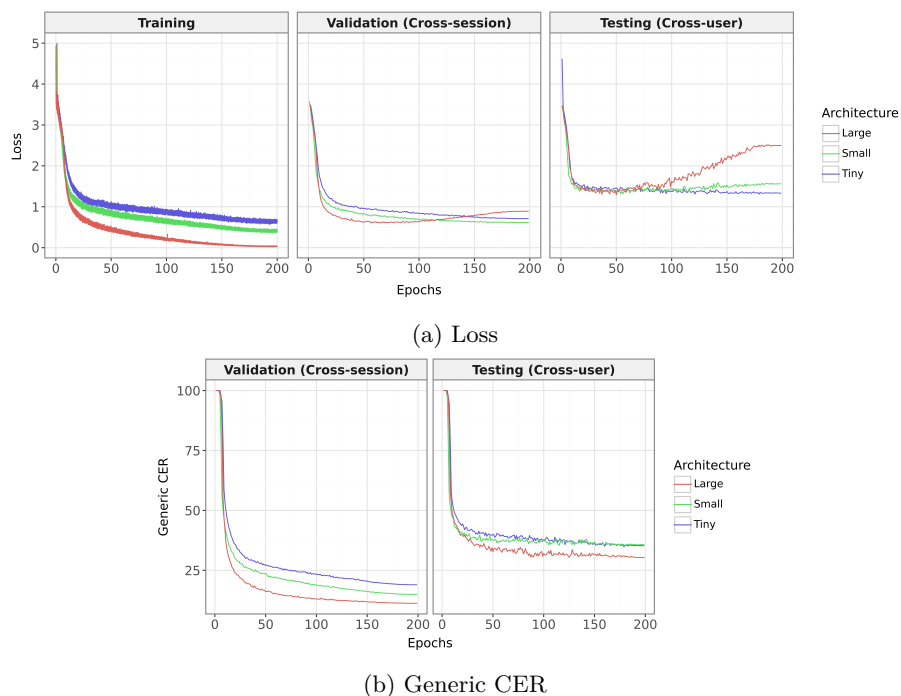 Training
Validation (Cross-session)
Testing (Cross-user)
5
4
3
2
1
0
Loss
0
50
100
150
200
0
50
100
150
200
0
50
100
150
200
Epochs
Architecture
Large
Small
Tiny
(a) Loss
Validation (Cross-session)
Testing (Cross-user)
100
75
50
25
Generic CER
0
50
100
150
200
0
50
100
150
200
Epochs
Architecture
Large
Small
Tiny
(b) Generic CER